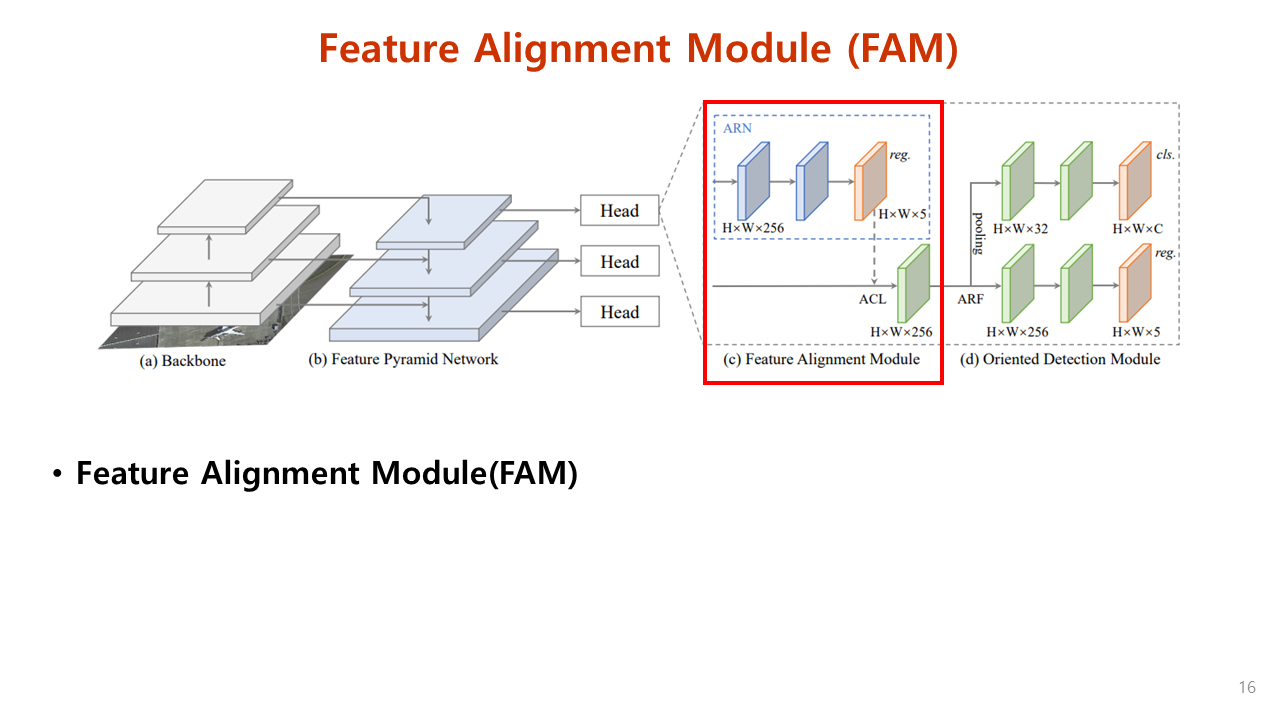 Feature Alignment Module (FAM)
ARN
reg.
cls.
H×W×5
H×W×256
H×W×32
H×W×C
pooling
reg.
Head
Head
Head
ACL
ARF
H×W×256
H×W×256
H×W×5
(a) Backbone
(b) Feature Pyramid Network
(c) Feature Alignment Module
(d) Oriented Detection Module
• Feature Alignment Module(FAM)
16